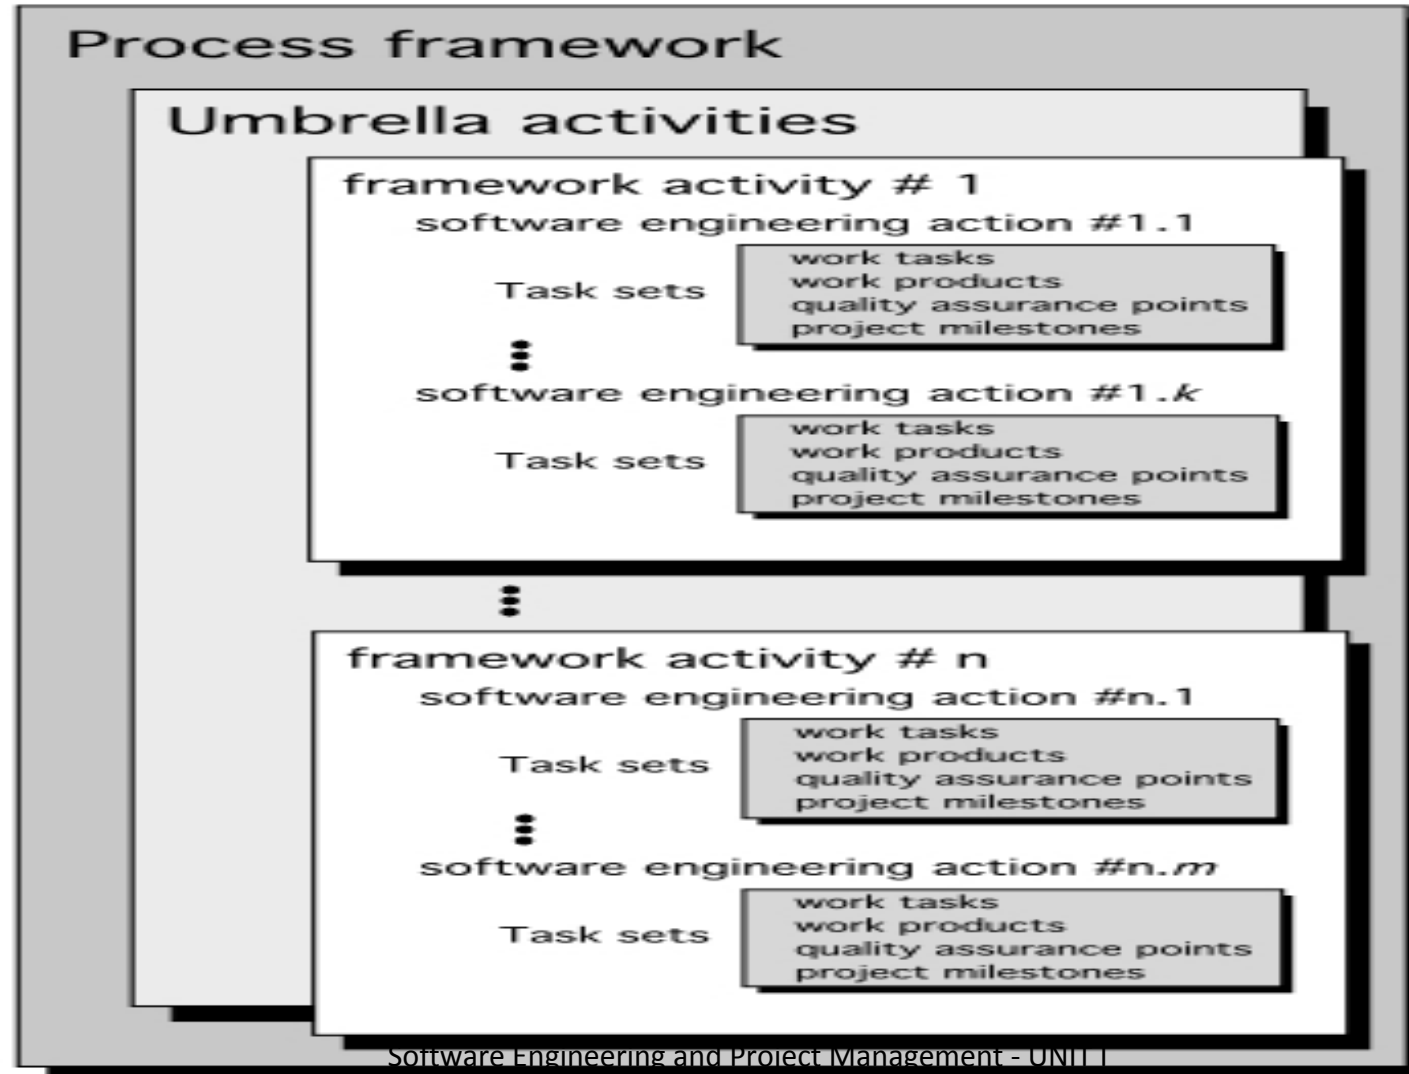 Process framework
Umbrella activities
framework activity # 1
software engineering action #1.1
Task sets
work tasks
work products
quality assurance points
project milestones
software engineering action #1.k
Task sets
work tasks
work products
quality assurance points
project milestones
framework activity # n
software engineering action #n.1
Task sets
work tasks
work products
quality assurance points
project milestones
software engineering action #n.m
Task sets
work tasks
work products
quality assurance points
project milestones
Software Engineering and Project Management - UNIT I